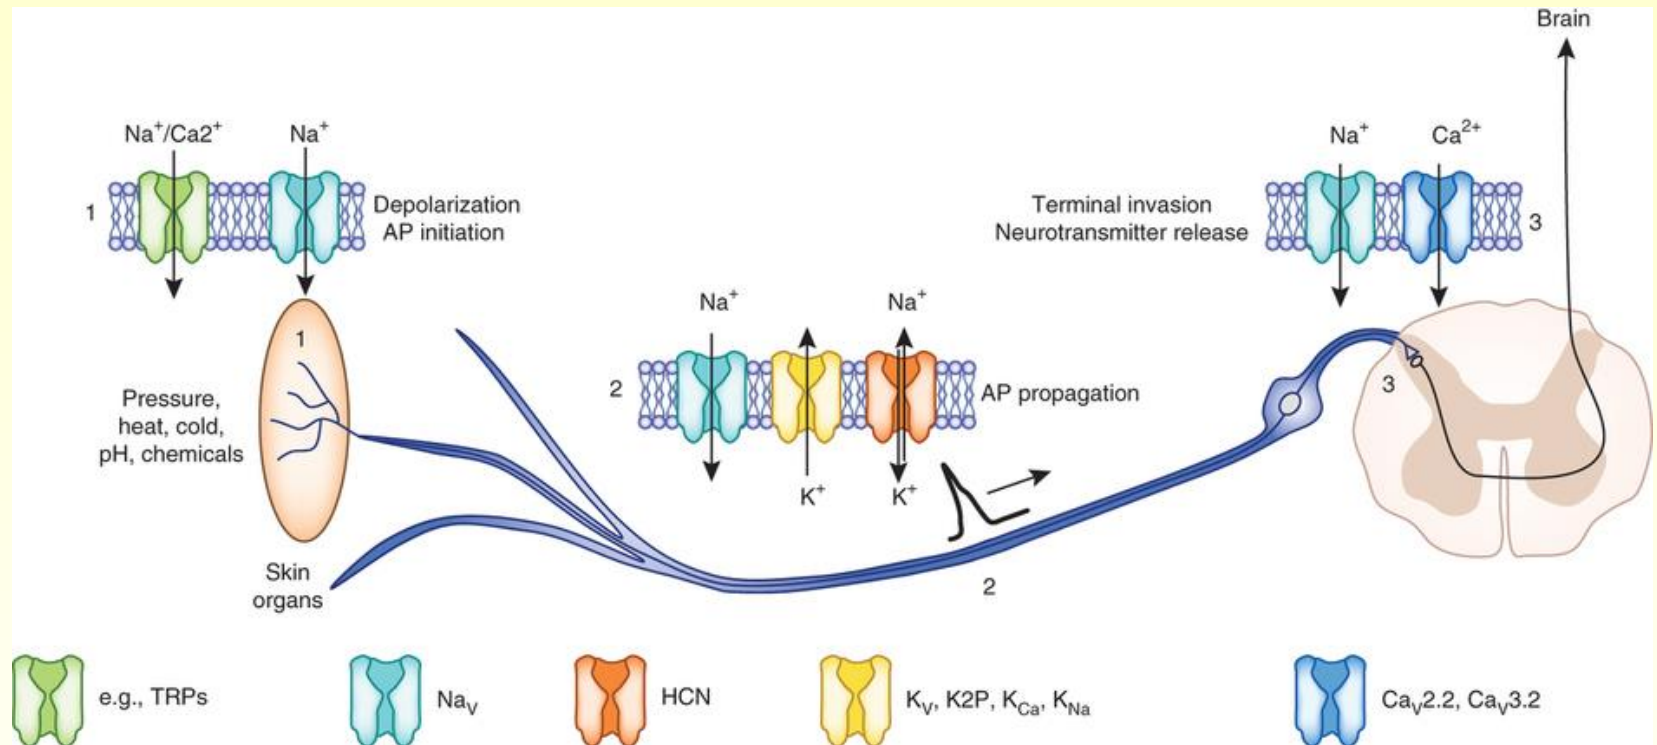 Brain
Na⁺/Ca2⁺
Na⁺
Na⁺
Ca²⁺
1
Depolarization
AP initiation
Terminal invasion
Neurotransmitter release
3
Na⁺
Na⁺
1
2
AP propagation
3
Pressure,
heat, cold,
pH, chemicals
K⁺
K⁺
Skin
organs
2
e.g., TRPs
Naᵥ
HCN
Kᵥ, K2P, K_Ca, K_Na
Caᵥ2.2, Caᵥ3.2